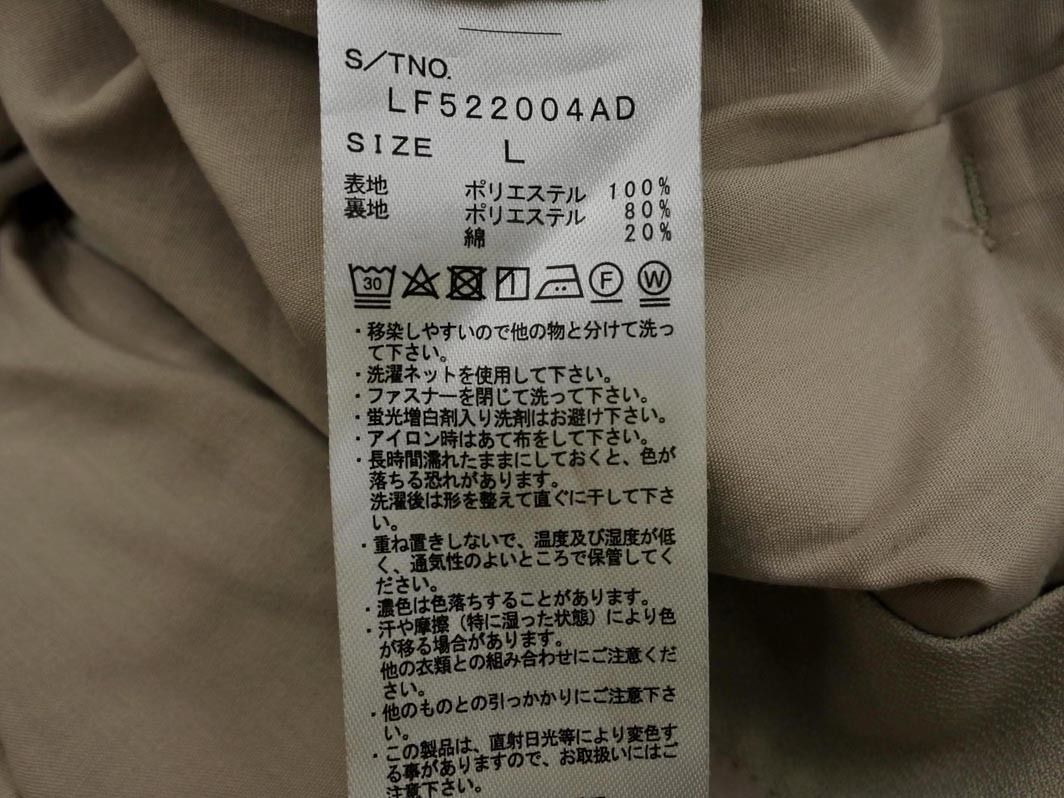 S/TNO.
LF522004AD
SIZE L
表地 ポリエステル 100%
裏地 ポリエステル 80%
綿 20%
30 F W
・移染しやすいので他の物と分けて洗っ
て下さい。
・洗濯ネットを使用して下さい。
・ファスナーを閉じて洗って下さい。
・蛍光増白剤入り洗剤はお避け下さい。
・アイロン時はあて布をして下さい。
・長時間濡れたままにしておくと、色が
落ちる恐れがあります。
洗濯後は形を整えて直ぐに干して下さ
い。
・重ね置きしないで、温度及び湿度が低
く、通気性のよいところで保管してく
ださい。
・濃色は色落ちすることがあります。
・汗や摩擦（特に湿った状態）により色
が移る場合があります。
他の衣類との組み合わせにご注意くだ
さい。
・他のものとの引っかかりにご注意下さ
い。
・この製品は、直射日光等により変色す
る事がありますので、お取扱いにはご
注意下さい。